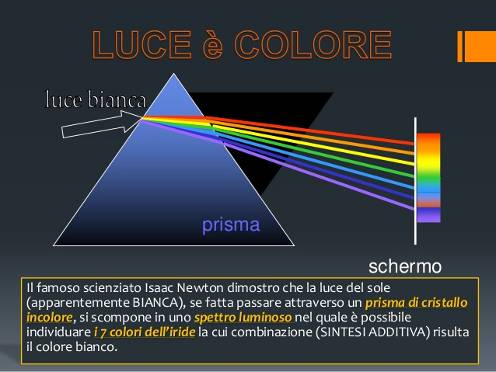 LUCE è COLORE
luce bianca
prisma
schermo
Il famoso scienziato Isaac Newton dimostro che la luce del sole
(apparentemente BIANCA), se fatta passare attraverso un prisma di cristallo
incolore, si scompone in uno spettro luminoso nel quale è possibile
individuare i 7 colori dell'iride la cui combinazione (SINTESI ADDITIVA) risulta
il colore bianco.